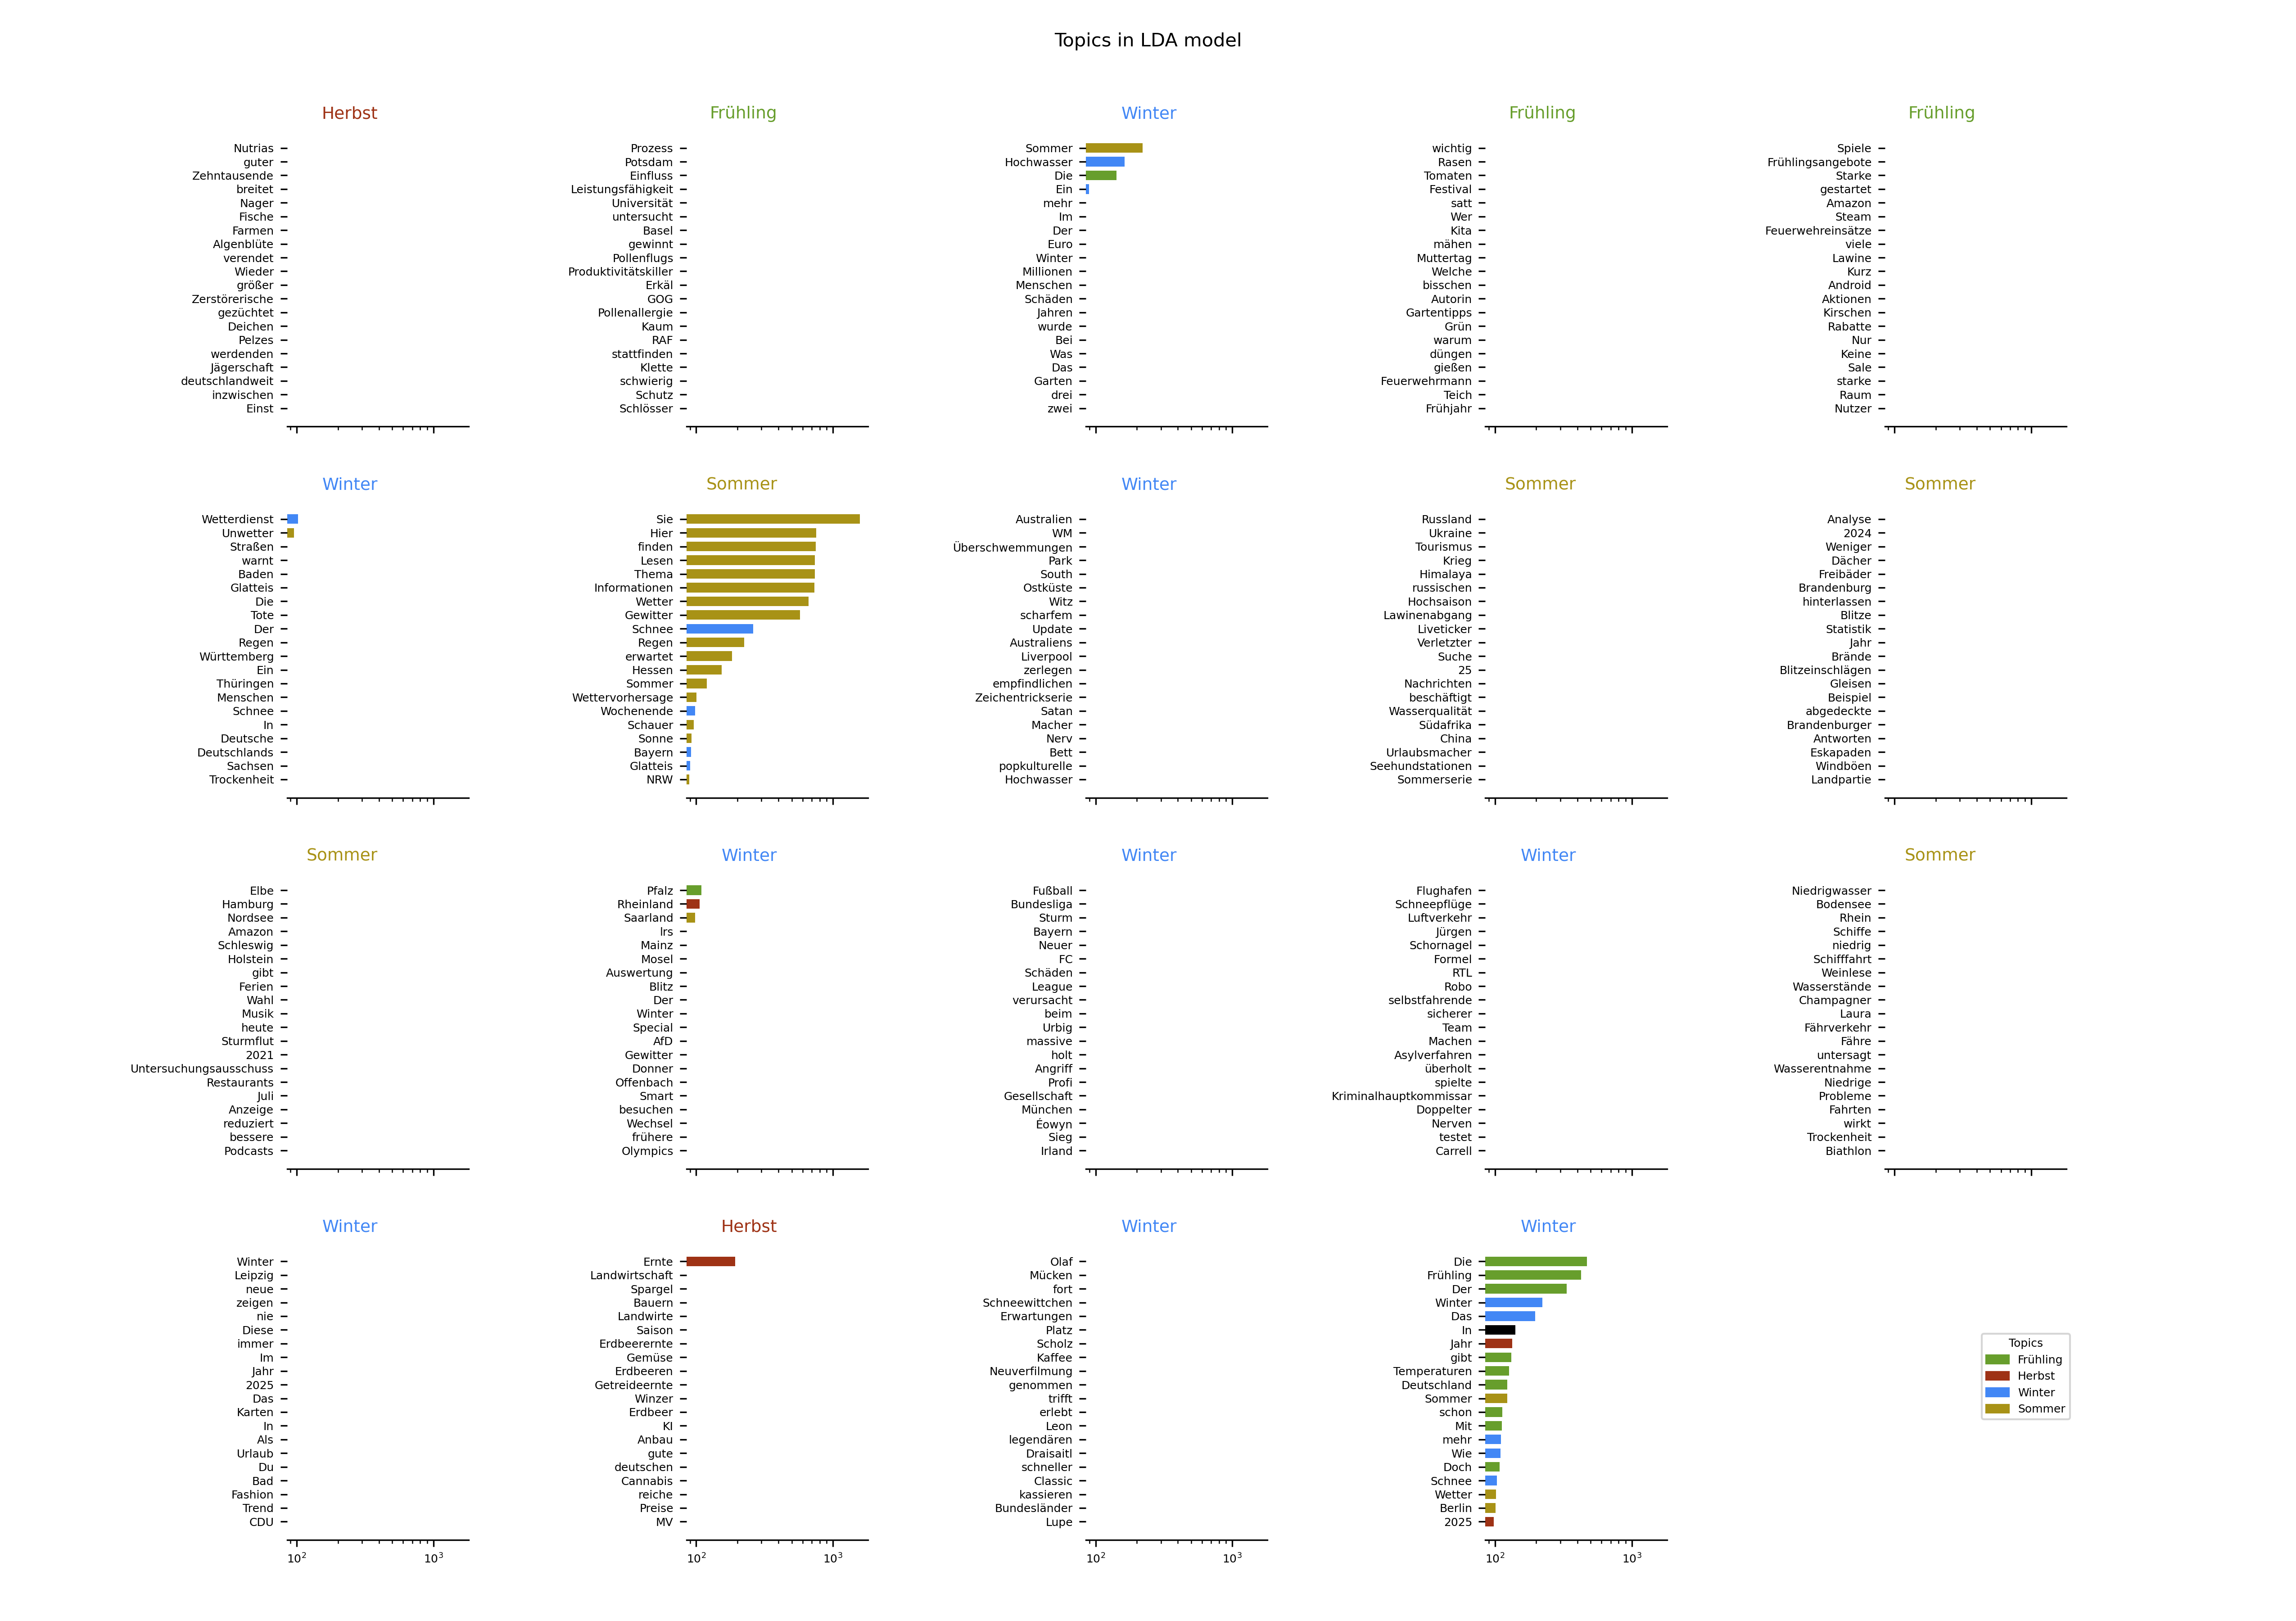 Topics in LDA model
Herbst
Nutrias
guter
Zehntausende
breitet
Nager
Fische
Farmen
Algenblüte
verendet
Wieder
größer
Zerstörerische
gezüchtet
Deichen
Pelzes
werdenden
Jägerschaft
deutschlandweit
inzwischen
Einst
Frühling
Prozess
Potsdam
Einfluss
Leistungsfähigkeit
Universität
untersucht
Basel
gewinnt
Pollenflugs
Produktivitätskiller
Erkäl
GOG
Pollenallergie
Kaum
RAF
stattfinden
Klette
schwierig
Schutz
Schlösser
Winter
Sommer
Hochwasser
Die
Ein
mehr
Im
Der
Euro
Winter
Millionen
Menschen
Schäden
Jahren
wurde
Bei
Was
Das
Garten
drei
zwei
Frühling
wichtig
Rasen
Tomaten
Festival
satt
Wer
Kita
mähen
Muttertag
Welche
bisschen
Autorin
Gartentipps
Grün
warum
düngen
gießen
Feuerwehrmann
Teich
Frühjahr
Frühling
Spiele
Frühlingsangebote
Starke
gestartet
Amazon
Steam
Feuerwehreinsätze
viele
Lawine
Kurz
Android
Aktionen
Kirschen
Rabatte
Nur
Keine
Sale
starke
Raum
Nutzer
Winter
Wetterdienst
Unwetter
Straßen
warnt
Baden
Glatteis
Die
Tote
Der
Regen
Württemberg
Ein
Thüringen
Menschen
Schnee
In
Deutsche
Deutschlands
Sachsen
Trockenheit
Sommer
Sie
Hier
finden
Lesen
Thema
Informationen
Wetter
Gewitter
Schnee
Regen
erwartet
Hessen
Sommer
Wettervorhersage
Wochenende
Schauer
Sonne
Bayern
Glatteis
NRW
Winter
Australien
WM
Überschwemmungen
Park
South
Ostküste
Witz
scharfem
Update
Australiens
Liverpool
zerlegen
empfindlichen
Zeichentrickserie
Satan
Macher
Nerv
Bett
popkulturelle
Hochwasser
Sommer
Russland
Ukraine
Tourismus
Krieg
Himalaya
russischen
Hochsaison
Lawinenabgang
Liveticker
Verletzter
Suche
25
Nachrichten
beschäftigt
Wasserqualität
Südafrika
China
Urlaubsmacher
Seehundstationen
Sommerserie
Sommer
Analyse
2024
Weniger
Dächer
Freibäder
Brandenburg
hinterlassen
Blitze
Statistik
Jahr
Brände
Blitzeinschlägen
Gleisen
Beispiel
abgedeckte
Brandenburger
Antworten
Eskapaden
Windböen
Landpartie
Sommer
Elbe
Hamburg
Nordsee
Amazon
Schleswig
Holstein
gibt
Ferien
Wahl
Musik
heute
Sturmflut
2021
Untersuchungsausschuss
Restaurants
Juli
Anzeige
reduziert
bessere
Podcasts
Winter
Pfalz
Rheinland
Saarland
lrs
Mainz
Mosel
Auswertung
Blitz
Der
Winter
Special
AfD
Gewitter
Donner
Offenbach
Smart
besuchen
Wechsel
frühere
Olympics
Winter
Fußball
Bundesliga
Sturm
Bayern
Neuer
FC
Schäden
League
verursacht
beim
Urbig
massive
holt
Angriff
Profi
Gesellschaft
München
Éowyn
Sieg
Irland
Winter
Flughafen
Schneepflüge
Luftverkehr
Jürgen
Schornagel
Formel
RTL
Robo
selbstfahrende
sicherer
Team
Machen
Asylverfahren
überholt
spielte
Kriminalhauptkommissar
Doppelter
Nerven
testet
Carrell
Sommer
Niedrigwasser
Bodensee
Rhein
Schiffe
niedrig
Schifffahrt
Weinlese
Wasserstände
Champagner
Laura
Fährverkehr
Fähre
untersagt
Wasserentnahme
Niedrige
Probleme
Fahrten
wirkt
Trockenheit
Biathlon
Winter
Winter
Leipzig
neue
zeigen
nie
Diese
immer
Im
Jahr
2025
Das
Karten
In
Als
Urlaub
Du
Bad
Fashion
Trend
CDU
10² 10³
Herbst
Ernte
Landwirtschaft
Spargel
Bauern
Landwirte
Saison
Erdbeerernte
Gemüse
Erdbeeren
Getreideernte
Winzer
Erdbeer
KI
Anbau
gute
deutschen
Cannabis
reiche
Preise
MV
10² 10³
Winter
Olaf
Mücken
fort
Schneewittchen
Erwartungen
Platz
Scholz
Kaffee
Neuverfilmung
genommen
trifft
erlebt
Leon
legendären
Draisaitl
schneller
Classic
kassieren
Bundesländer
Lupe
10² 10³
Winter
Die
Frühling
Der
Winter
Das
In
Jahr
gibt
Temperaturen
Deutschland
Sommer
schon
Mit
mehr
Wie
Doch
Schnee
Wetter
Berlin
2025
10² 10³
Topics
Frühling
Herbst
Winter
Sommer